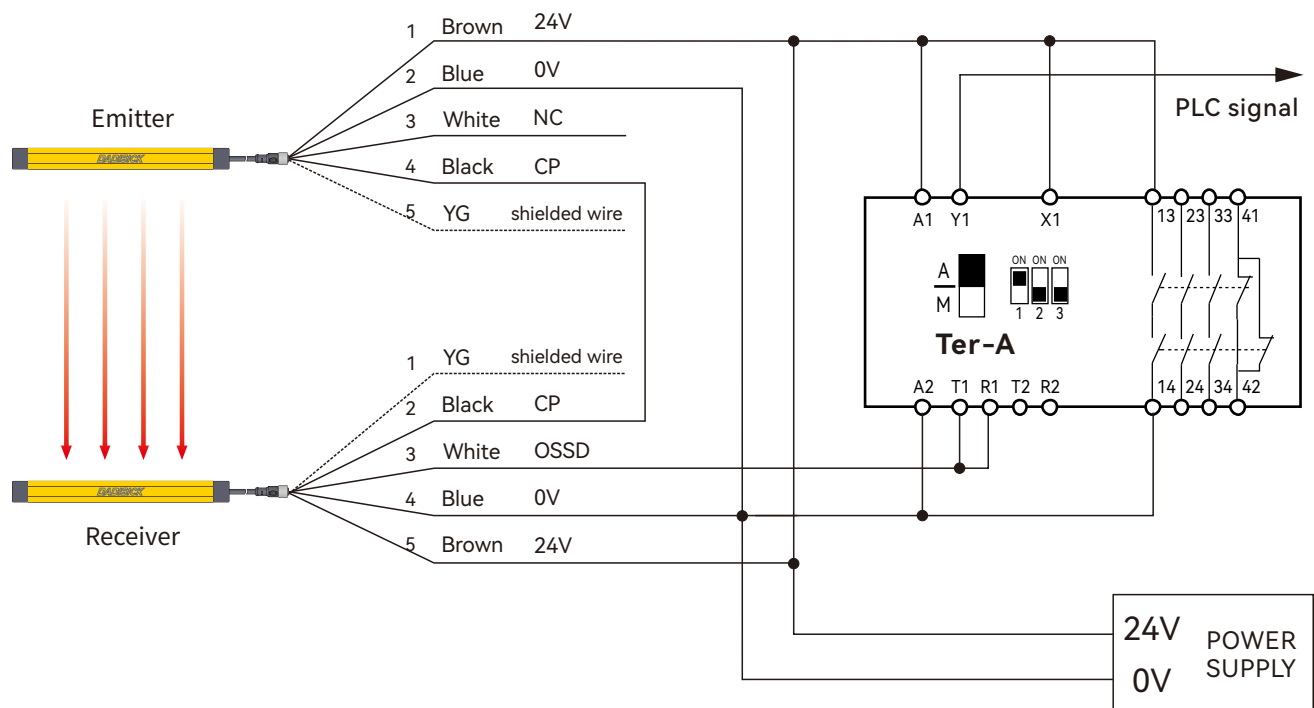 1 Brown 24V
2 Blue 0V
3 White NC
4 Black CP
5 YG shielded wire
Emitter
DADISICK
PLC signal
A1 Y1 X1 13 23 33 41
A
M
ON ON ON
1 2 3
Ter-A
A2 T1 R1 T2 R2 14 24 34 42
1 YG shielded wire
2 Black CP
3 White OSSD
4 Blue 0V
5 Brown 24V
DADISICK
Receiver
24V
0V
POWER
SUPPLY